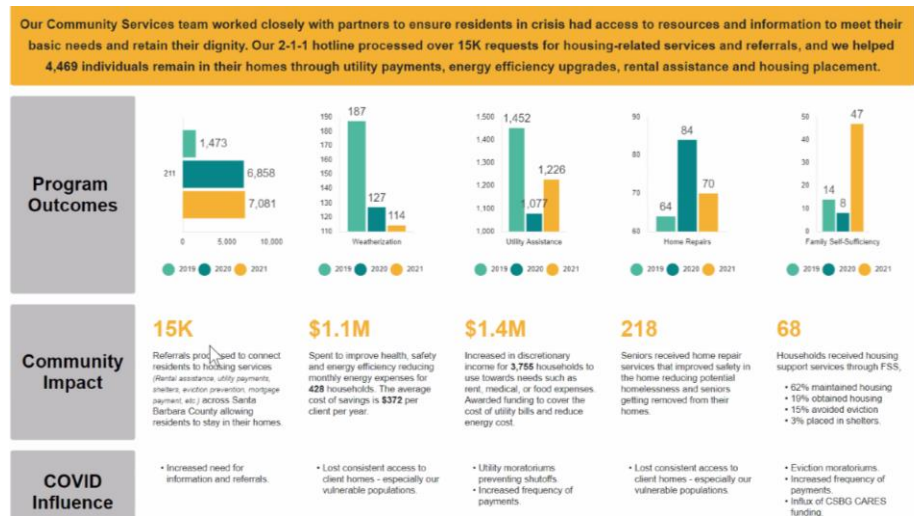 Our Community Services team worked closely with partners to ensure residents in crisis had access to resources and information to meet their
basic needs and retain their dignity. Our 2-1-1 hotline processed over 15K requests for housing-related services and referrals, and we helped
4,469 individuals remain in their homes through utility payments, energy efficiency upgrades, rental assistance and housing placement.
Program
Outcomes
1,473
211
6,858
7,081
0 5,000 10,000
2019 2020 2021
190
180
170
160
150
140
130
120
110
187
127
114
Weatherization
2019 2020 2021
1,500
1,400
1,300
1,200
1,100
1,000
1,452
1,077
1,226
Utility Assistance
2019 2020 2021
90
80
70
60
64
84
70
Home Repairs
2019 2020 2021
50
40
30
20
10
0
14
8
47
Family Self-Sufficiency
2019 2020 2021
Community
Impact
15K
Referrals processed to connect
residents to housing services
(Rental assistance, utility payments,
shelters, eviction prevention, mortgage
payment, etc.) across Santa
Barbara County allowing
residents to stay in their homes.
$1.1M
Spent to improve health, safety
and energy efficiency reducing
monthly energy expenses for
428 households. The average
cost of savings is $372 per
client per year.
$1.4M
Increased in discretionary
income for 3,755 households to
use towards needs such as
rent, medical, or food expenses.
Awarded funding to cover the
cost of utility bills and reduce
energy cost.
218
Seniors received home repair
services that improved safety in
the home reducing potential
homelessness and seniors
getting removed from their
homes.
68
Households received housing
support services through FSS,
• 62% maintained housing
• 19% obtained housing
• 15% avoided eviction
• 3% placed in shelters.
COVID
Influence
• Increased need for
information and referrals.
• Lost consistent access to
client homes - especially our
vulnerable populations.
• Utility moratoriums
preventing shutoffs.
• Increased frequency of
payments.
• Lost consistent access to
client homes - especially our
vulnerable populations.
• Eviction moratoriums.
• Increased frequency of
payments.
• Influx of CSBG CARES
funding.